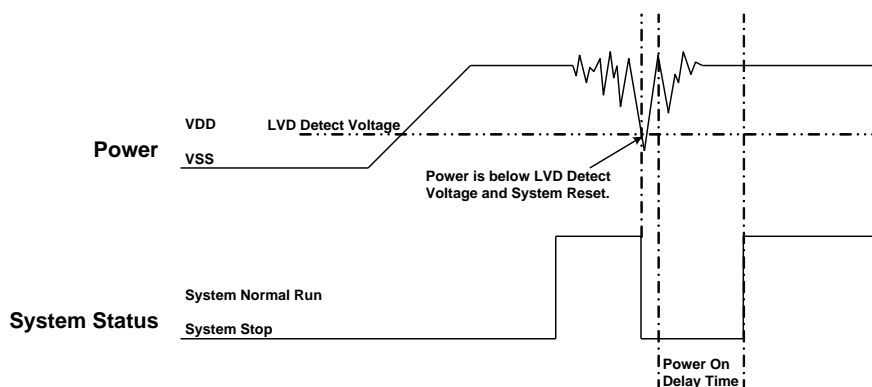 VDD
LVD Detect Voltage
Power
VSS
Power is below LVD Detect
Voltage and System Reset.
System Normal Run
System Status
System Stop
Power On
Delay Time